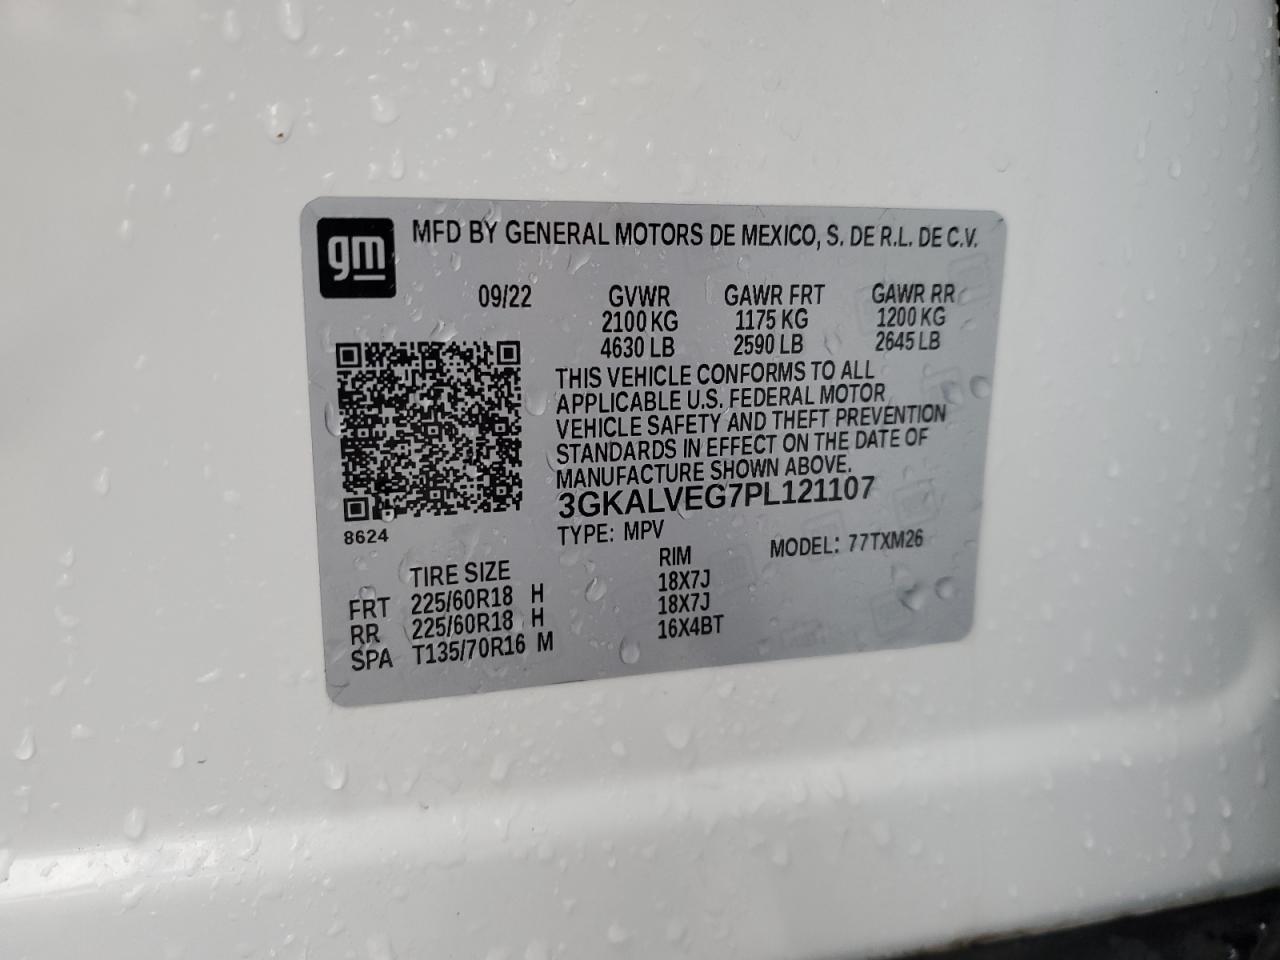 gm
MFD BY GENERAL MOTORS DE MEXICO, S. DE R.L. DE C.V.
09/22 GVWR GAWR FRT GAWR RR
2100 KG 1175 KG 1200 KG
4630 LB 2590 LB 2645 LB
THIS VEHICLE CONFORMS TO ALL
APPLICABLE U.S. FEDERAL MOTOR
VEHICLE SAFETY AND THEFT PREVENTION
STANDARDS IN EFFECT ON THE DATE OF
MANUFACTURE SHOWN ABOVE.
3GKALVEG7PL121107
8624
TYPE: MPV MODEL: 77TXM26
TIRE SIZE RIM
FRT 225/60R18 H 18X7J
RR 225/60R18 H 18X7J
SPA T135/70R16 M 16X4BT